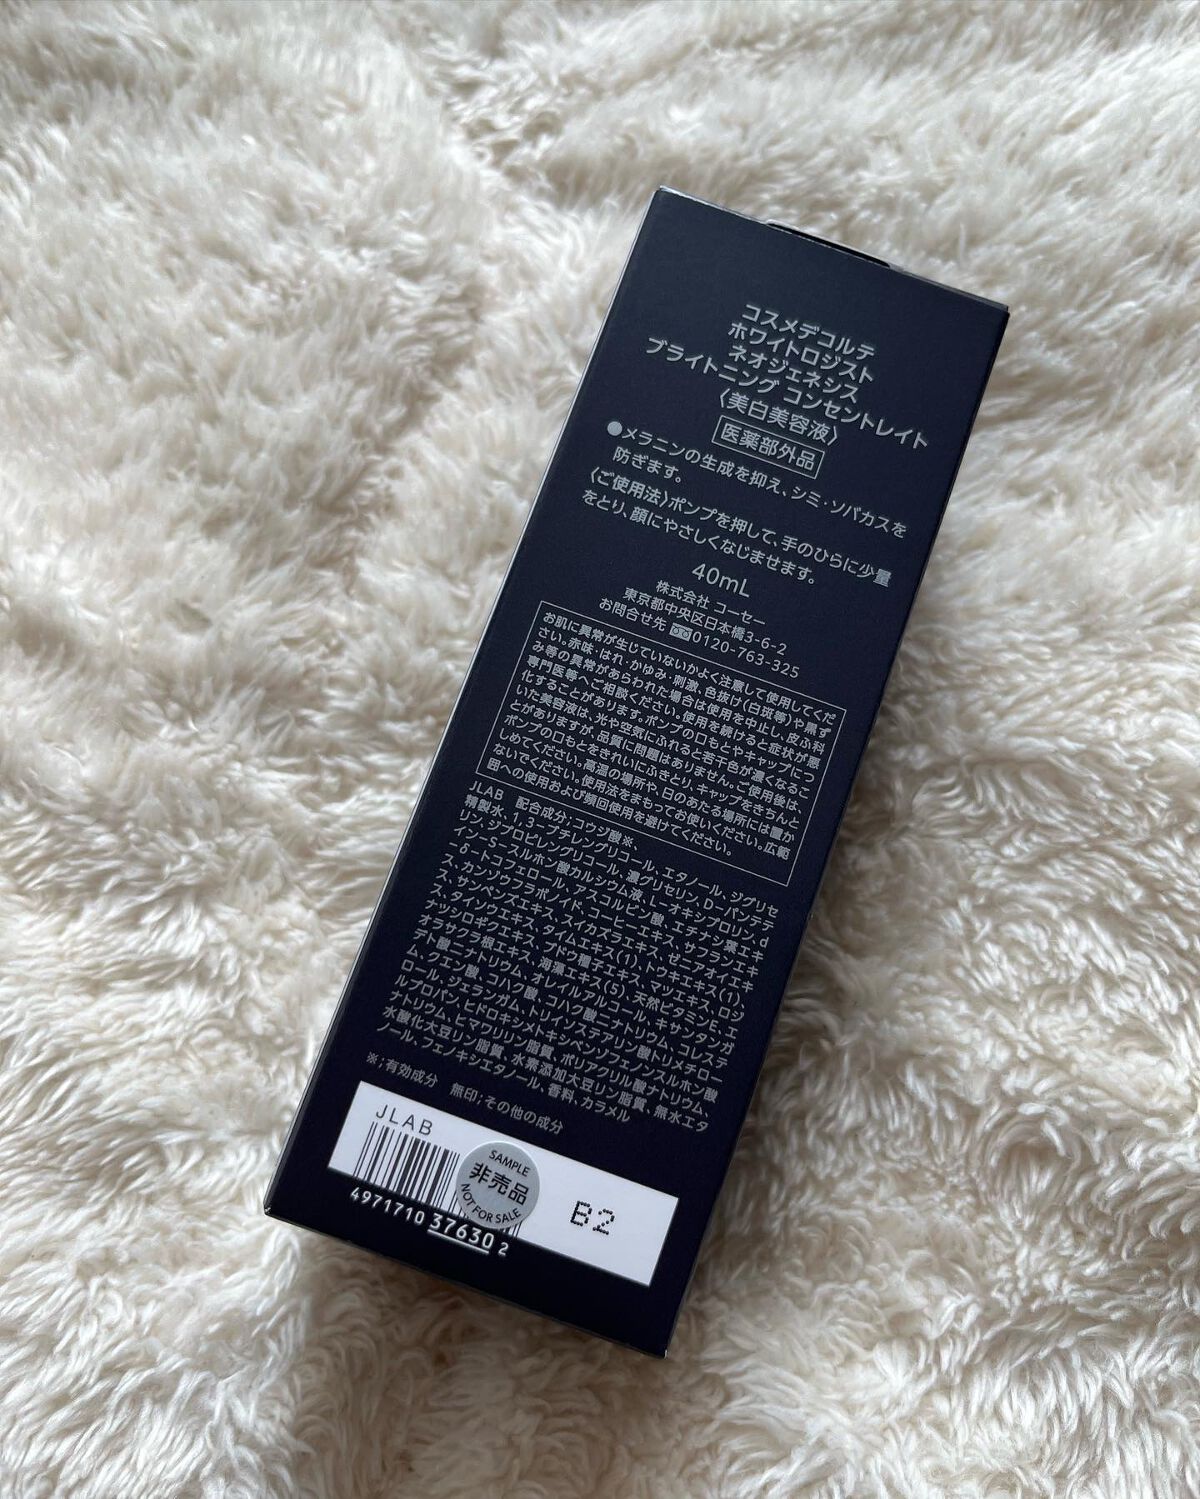 コスメデコルテ
ホワイトロジスト
ネオジェネシス
ブライトニング コンセントレイト
〈美白美容液〉
医薬部外品
●メラニンの生成を抑え、シミ・ソバカスを
防ぎます。
〈ご使用法〉ポンプを押して、手のひらに少量
をとり、顔にやさしくなじませます。
40mL
株式会社 コーセー
東京都中央区日本橋3-6-2
お問合せ先 0120-763-325
お肌に異常が生じていないかよく注意して使用してくだ
さい。赤味・はれ・かゆみ・刺激、色抜け(白斑等)や黒ず
み等の異常があらわれた場合は使用を中止し、皮ふ科
専門医等へご相談ください。使用を続けると症状が悪
化することがあります。ポンプの口もとやキャップにつ
いた美容液は、光や空気にふれると若干色が濃くなるこ
とがありますが、品質に問題はありません。ご使用後は、
ポンプの口もとをきれいにふきとり、キャップをきちんと
しめてください。高温の場所や、日のあたる場所には置か
ないでください。使用法をまもってお使いください。広範
囲への使用および頻回使用を避けてください。
JLAB 配合成分;コウジ酸※、
精製水、1,3-ブチレングリコール、エタノール、ジグリセ
リン、ジプロピレングリコール、濃グリセリン、D-パンテテ
イン-S-スルホン酸カルシウム液、L-オキシプロリン、d
-δ-トコフェロール、アスコルビン酸、エチナシ葉エキ
ス、カンゾウフラボノイド、コーヒーエキス、サフランエキ
ス、サンペンズエキス、スイカズラエキス、ゼニアオイエキ
ス、タイソウエキス、タイムエキス(1)、トウキエキス(1)、
ナツシロギクエキス、ブドウ種子エキス、マツエキス、ロジ
オラサクラ根エキス、海藻エキス(5)、天然ビタミンE、エ
デト酸二ナトリウム、オレイルアルコール、キサンタンガ
ム、クエン酸、コハク酸、コハク酸二ナトリウム、コレステ
ロール、ジェランガム、トリイソステアリン酸トリメチロー
ルプロパン、ヒドロキシメトキシベンゾフェノンスルホン酸
ナトリウム、ヒマワリリン脂質、ポリアクリル酸ナトリウム、
水酸化大豆リン脂質、水素添加大豆リン脂質、無水エタ
ノール、フェノキシエタノール、香料、カラメル
※;有効成分 無印;その他の成分
JLAB
SAMPLE
非売品
NOT FOR SALE
B2
4971710 37630 2